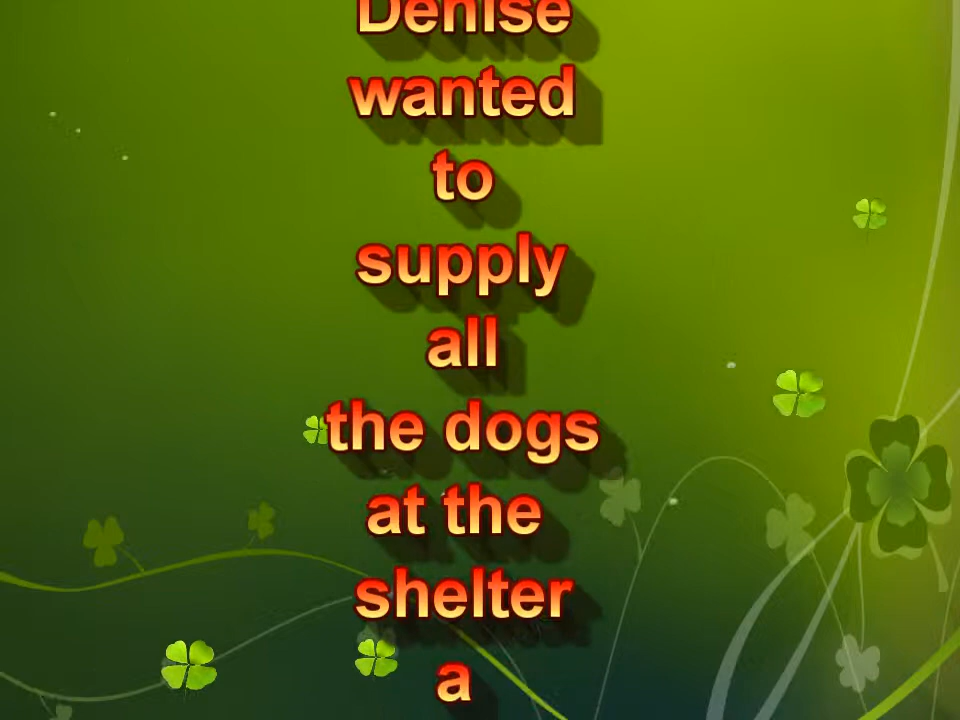 Denise
wanted
to
supply
all
the dogs
at the
shelter
a